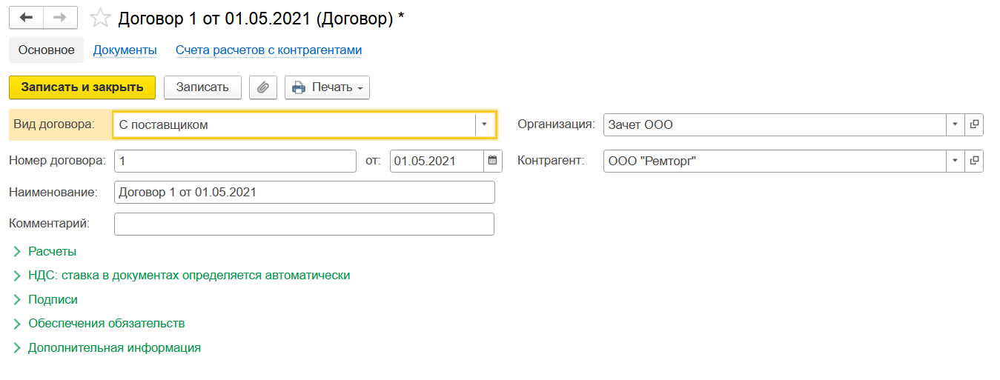 Договор 1 от 01.05.2021 (Договор) *
Основное Документы Счета расчетов с контрагентами
Записать и закрыть Записать Печать
Вид договора: С поставщиком Организация: Зачет ООО
Номер договора: 1 от: 01.05.2021 Контрагент: ООО "Ремторг"
Наименование: Договор 1 от 01.05.2021
Комментарий:
Расчеты
НДС: ставка в документах определяется автоматически
Подписи
Обеспечения обязательств
Дополнительная информация